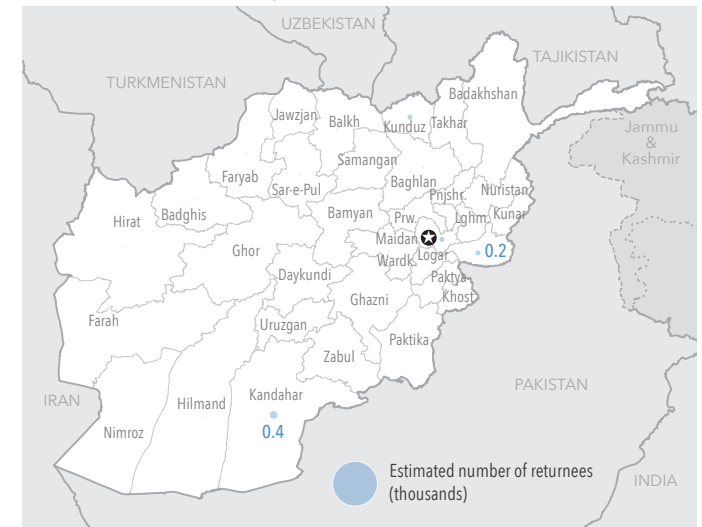 UZBEKISTAN
TAJIKISTAN
TURKMENISTAN
Badakhshan
Jawzjan
Balkh
Kunduz
Takhar
Jammu
&
Kashmir
Samangan
Faryab
Baghlan
Sar-e-Pul
Nuristan
Pnjshr.
Hirat
Badghis
Bamyan
Prw.
Lghm.
Kunar
Maidan
Ghor
0.2
Wardk.
Logar
Daykundi
Paktya
Khost
Ghazni
Farah
Uruzgan
Paktika
Zabul
PAKISTAN
IRAN
Hilmand
Kandahar
Nimroz
0.4
Estimated number of returnees
(thousands)
INDIA